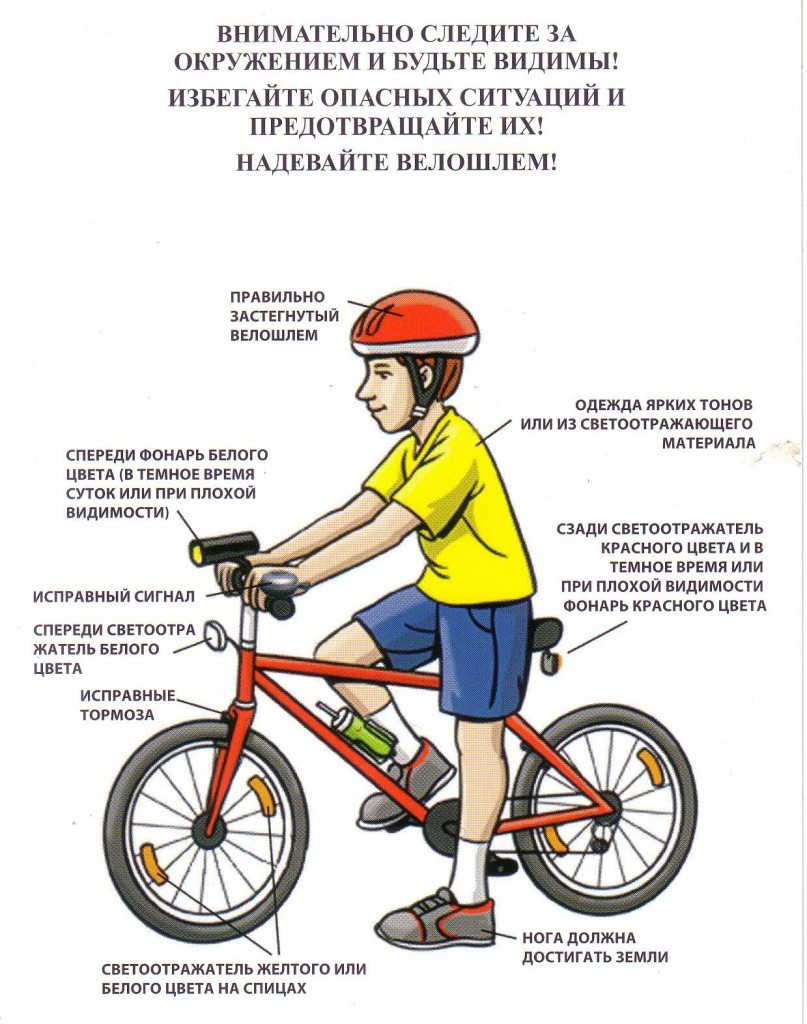 ВНИМАТЕЛЬНО СЛЕДИТЕ ЗА
ОКРУЖЕНИЕМ И БУДЬТЕ ВИДИМЫ!
ИЗБЕГАЙТЕ ОПАСНЫХ СИТУАЦИЙ И
ПРЕДОТВРАЩАЙТЕ ИХ!
НАДЕВАЙТЕ ВЕЛОШЛЕМ!
ПРАВИЛЬНО
ЗАСТЕГНУТЫЙ
ВЕЛОШЛЕМ
ОДЕЖДА ЯРКИХ ТОНОВ
ИЛИ ИЗ СВЕТООТРАЖАЮЩЕГО
МАТЕРИАЛА
СПЕРЕДИ ФОНАРЬ БЕЛОГО
ЦВЕТА (В ТЕМНОЕ ВРЕМЯ
СУТОК ИЛИ ПРИ ПЛОХОЙ
ВИДИМОСТИ)
СЗАДИ СВЕТООТРАЖАТЕЛЬ
КРАСНОГО ЦВЕТА И В
ТЕМНОЕ ВРЕМЯ ИЛИ
ПРИ ПЛОХОЙ ВИДИМОСТИ
ФОНАРЬ КРАСНОГО ЦВЕТА
ИСПРАВНЫЙ СИГНАЛ
СПЕРЕДИ СВЕТООТРА
ЖАТЕЛЬ БЕЛОГО
ЦВЕТА
ИСПРАВНЫЕ
ТОРМОЗА
НОГА ДОЛЖНА
ДОСТИГАТЬ ЗЕМЛИ
СВЕТООТРАЖАТЕЛЬ ЖЕЛТОГО ИЛИ
БЕЛОГО ЦВЕТА НА СПИЦАХ